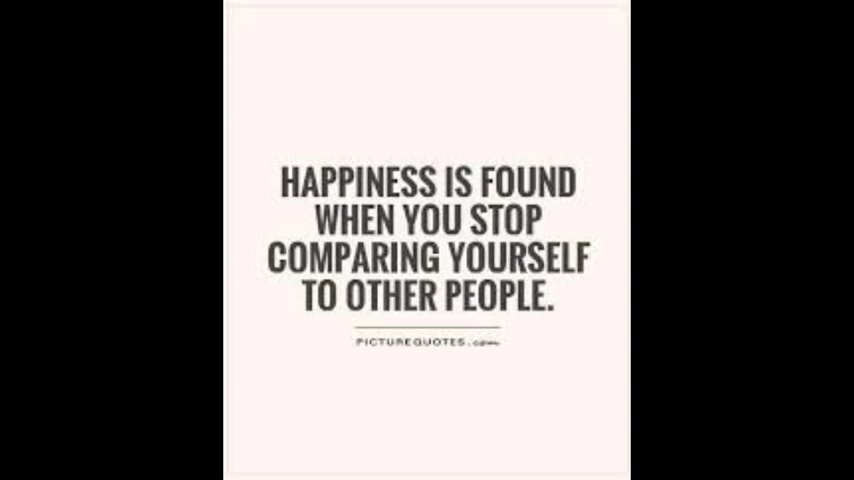 HAPPINESS IS FOUND
WHEN YOU STOP
COMPARING YOURSELF
TO OTHER PEOPLE.
PICTUREQUOTES.com